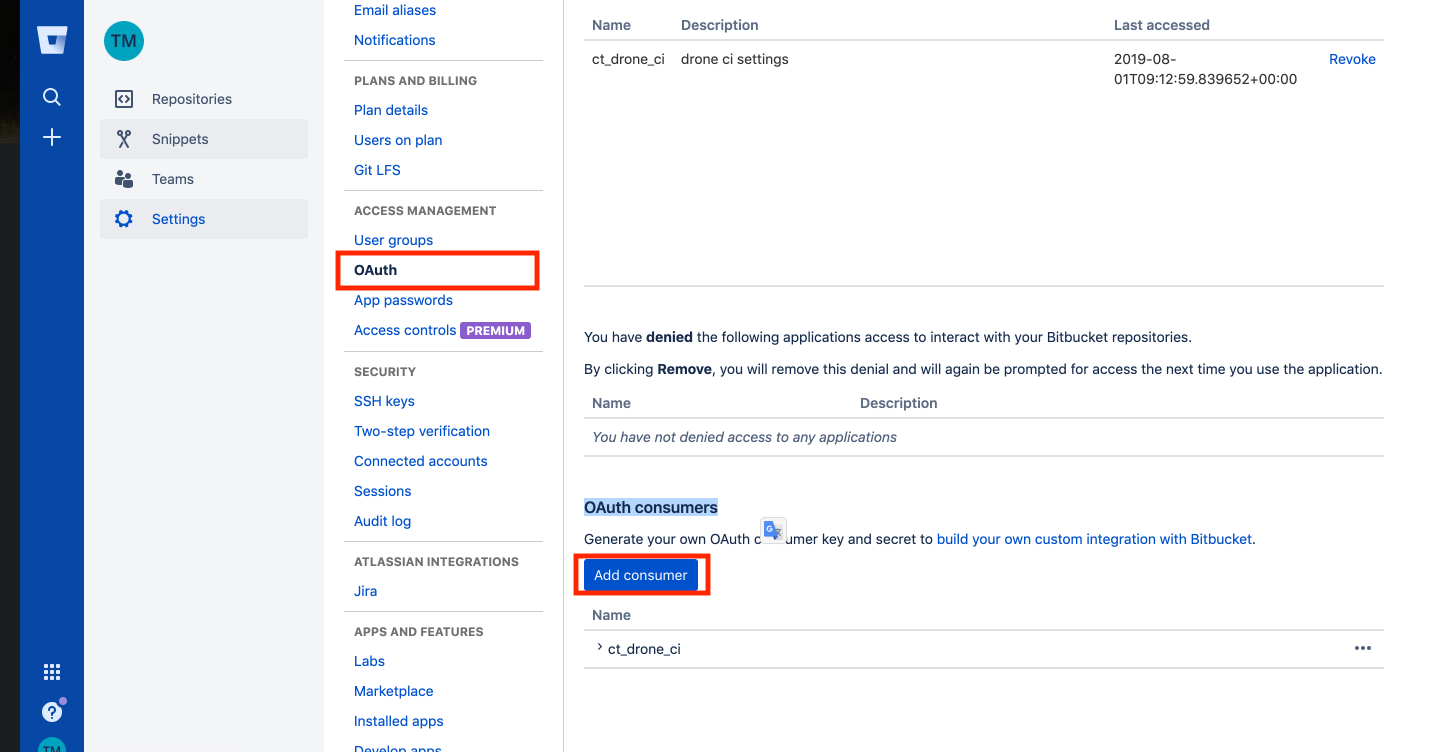 TM
Repositories
Snippets
Teams
Settings
TM
Email aliases
Notifications
PLANS AND BILLING
Plan details
Users on plan
Git LFS
ACCESS MANAGEMENT
User groups
OAuth
App passwords
Access controls PREMIUM
SECURITY
SSH keys
Two-step verification
Connected accounts
Sessions
Audit log
ATLASSIAN INTEGRATIONS
Jira
APPS AND FEATURES
Labs
Marketplace
Installed apps
Develop apps
Name Description Last accessed
ct_drone_ci drone ci settings 2019-08-
01T09:12:59.839652+00:00 Revoke
You have denied the following applications access to interact with your Bitbucket repositories.
By clicking Remove, you will remove this denial and will again be prompted for access the next time you use the application.
Name Description
You have not denied access to any applications
OAuth consumers
Generate your own OAuth consumer key and secret to build your own custom integration with Bitbucket.
Add consumer
Name
ct_drone_ci